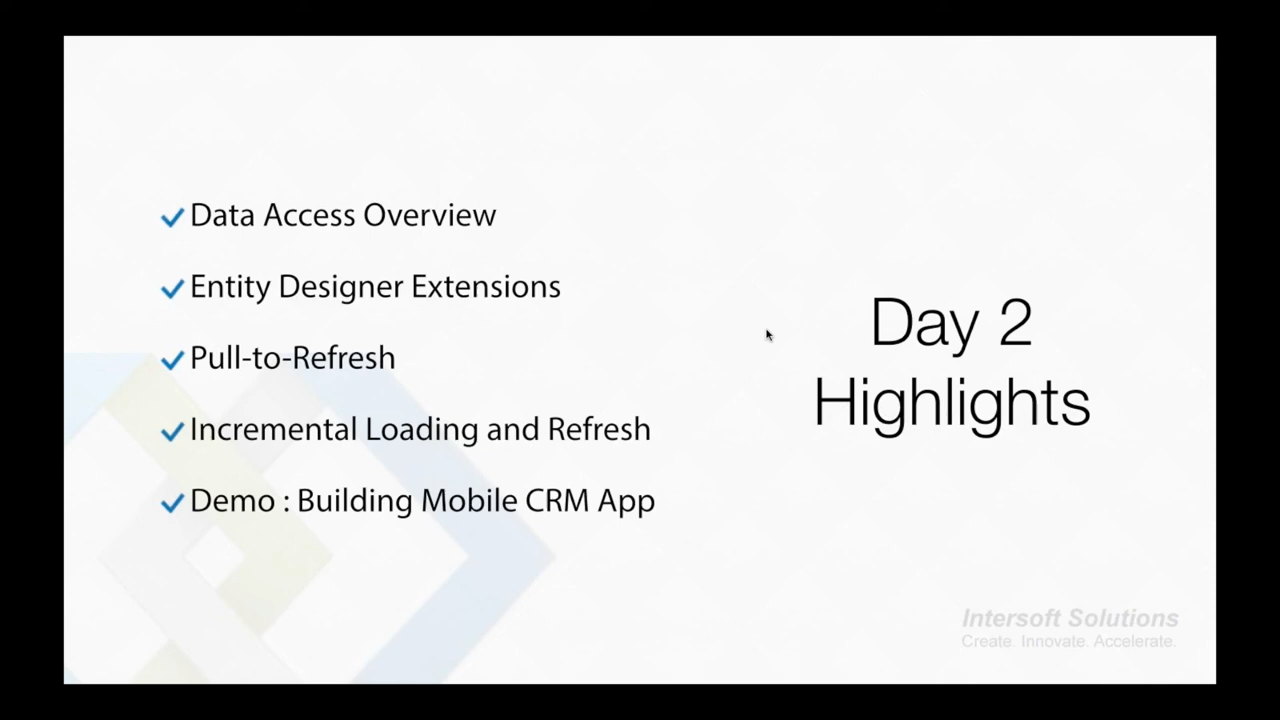 Data Access Overview
Entity Designer Extensions
Pull-to-Refresh
Incremental Loading and Refresh
Demo : Building Mobile CRM App
Day 2
Highlights
Intersoft Solutions
Create. Innovate. Accelerate.